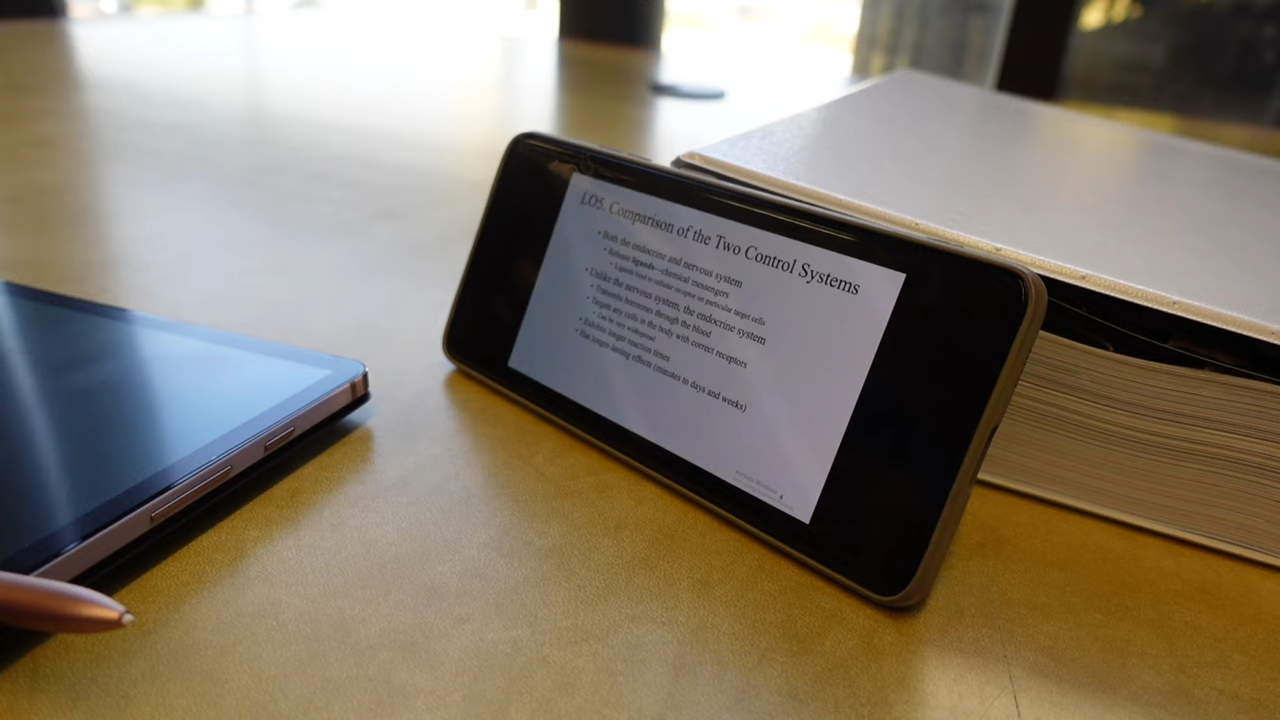 LO5. Comparison of the Two Control Systems
• Both the endocrine and nervous system
• Release ligands—chemical messengers
• Ligands bind to cellular receptor on particular target cells
• Unlike the nervous system, the endocrine system
• Transmits hormones through the blood
• Targets any cells in the body with correct receptors
• Can be very widespread
• Exhibits longer reaction times
• Has longer-lasting effects (minutes to days and weeks)